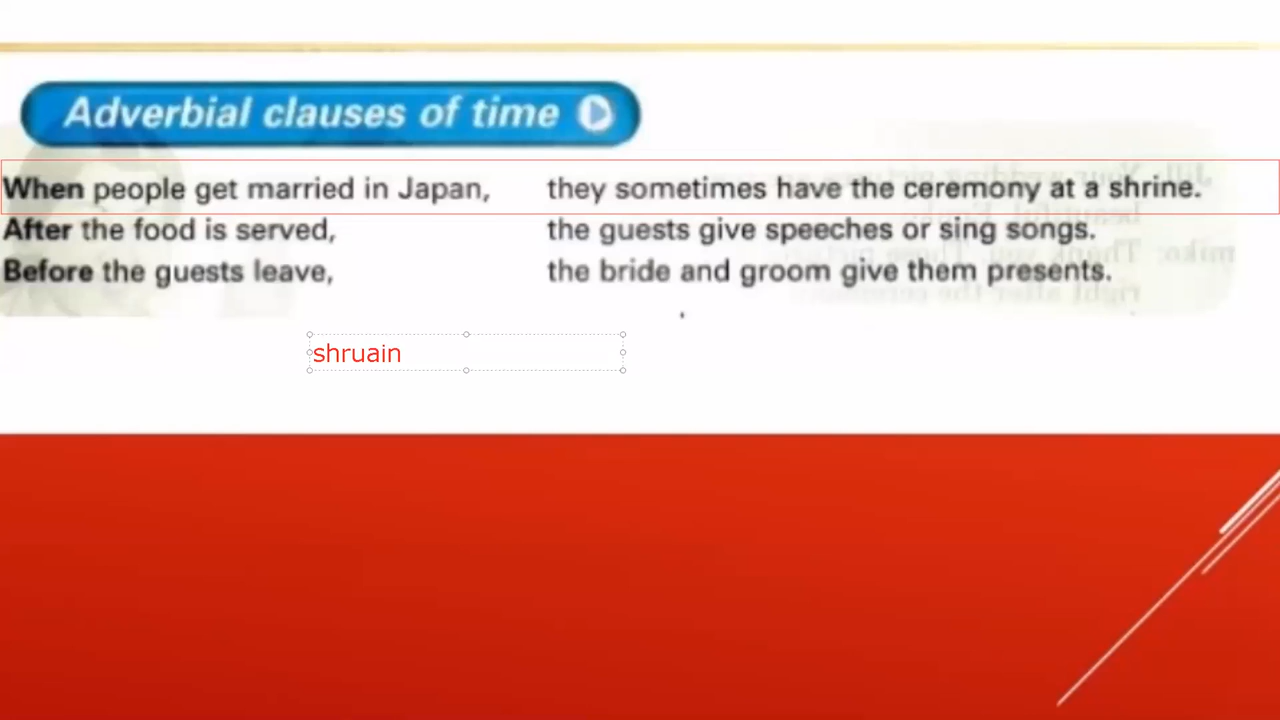 Adverbial clauses of time
When people get married in Japan, they sometimes have the ceremony at a shrine.
After the food is served, the guests give speeches or sing songs.
Before the guests leave, the bride and groom give them presents.
shruain